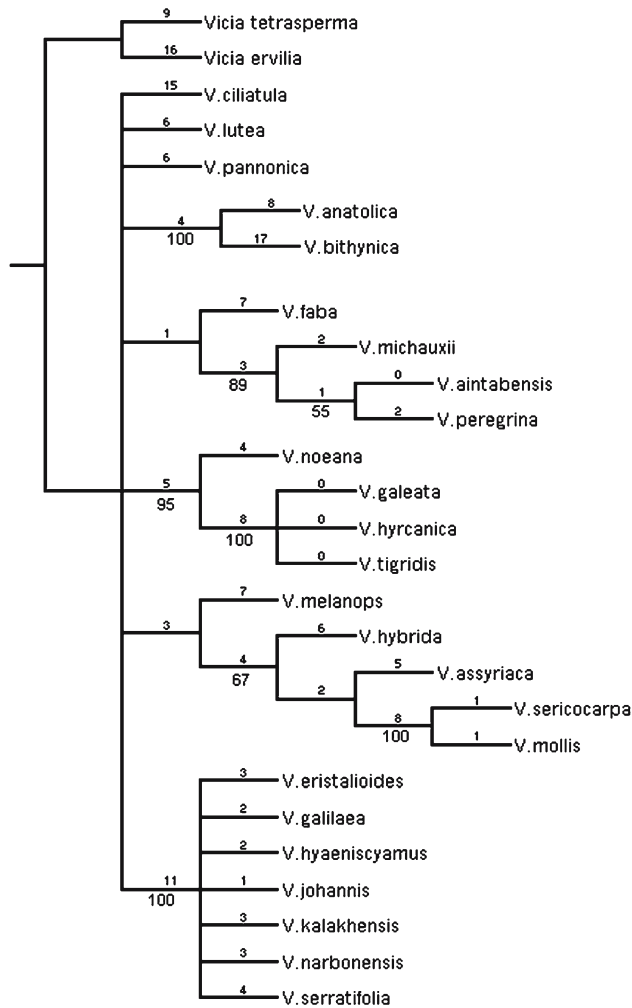 9
Vicia tetrasperma
16
Vicia ervilia
15
V.ciliatula
6
V.lutea
6
V.pannonica
8
V.anatolica
4
100
17
V.bithynica
7
V.faba
1
2
V.michauxii
3
89
0
V.aintabensis
1
55
2
V.peregrina
4
V.noeana
5
95
0
V.galeata
8
100
0
V.hyrcanica
0
V.tigridis
7
V.melanops
3
6
V.hybrida
4
67
5
V.assyriaca
2
1
V.sericocarpa
8
100
1
V.mollis
3
V.eristalioides
2
V.galilaea
2
V.hyaeniscyamus
11
100
1
V.johannis
3
V.kalakhensis
3
V.narbonensis
4
V.serratifolia